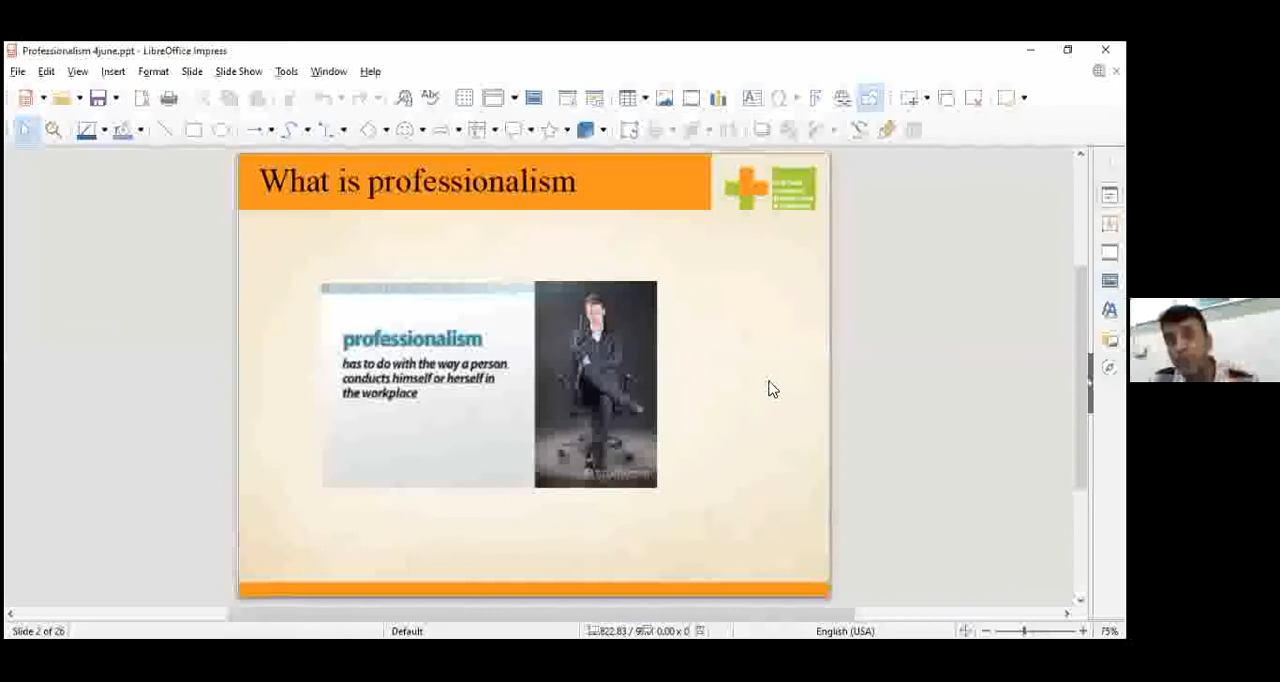 Professionalism 4june.ppt - LibreOffice Impress
File Edit View Insert Format Slide Slide Show Tools Window Help
What is professionalism
professionalism
has to do with the way a person
conducts himself or herself in
the workplace
Slide 2 of 26
Default
English (USA)
75%